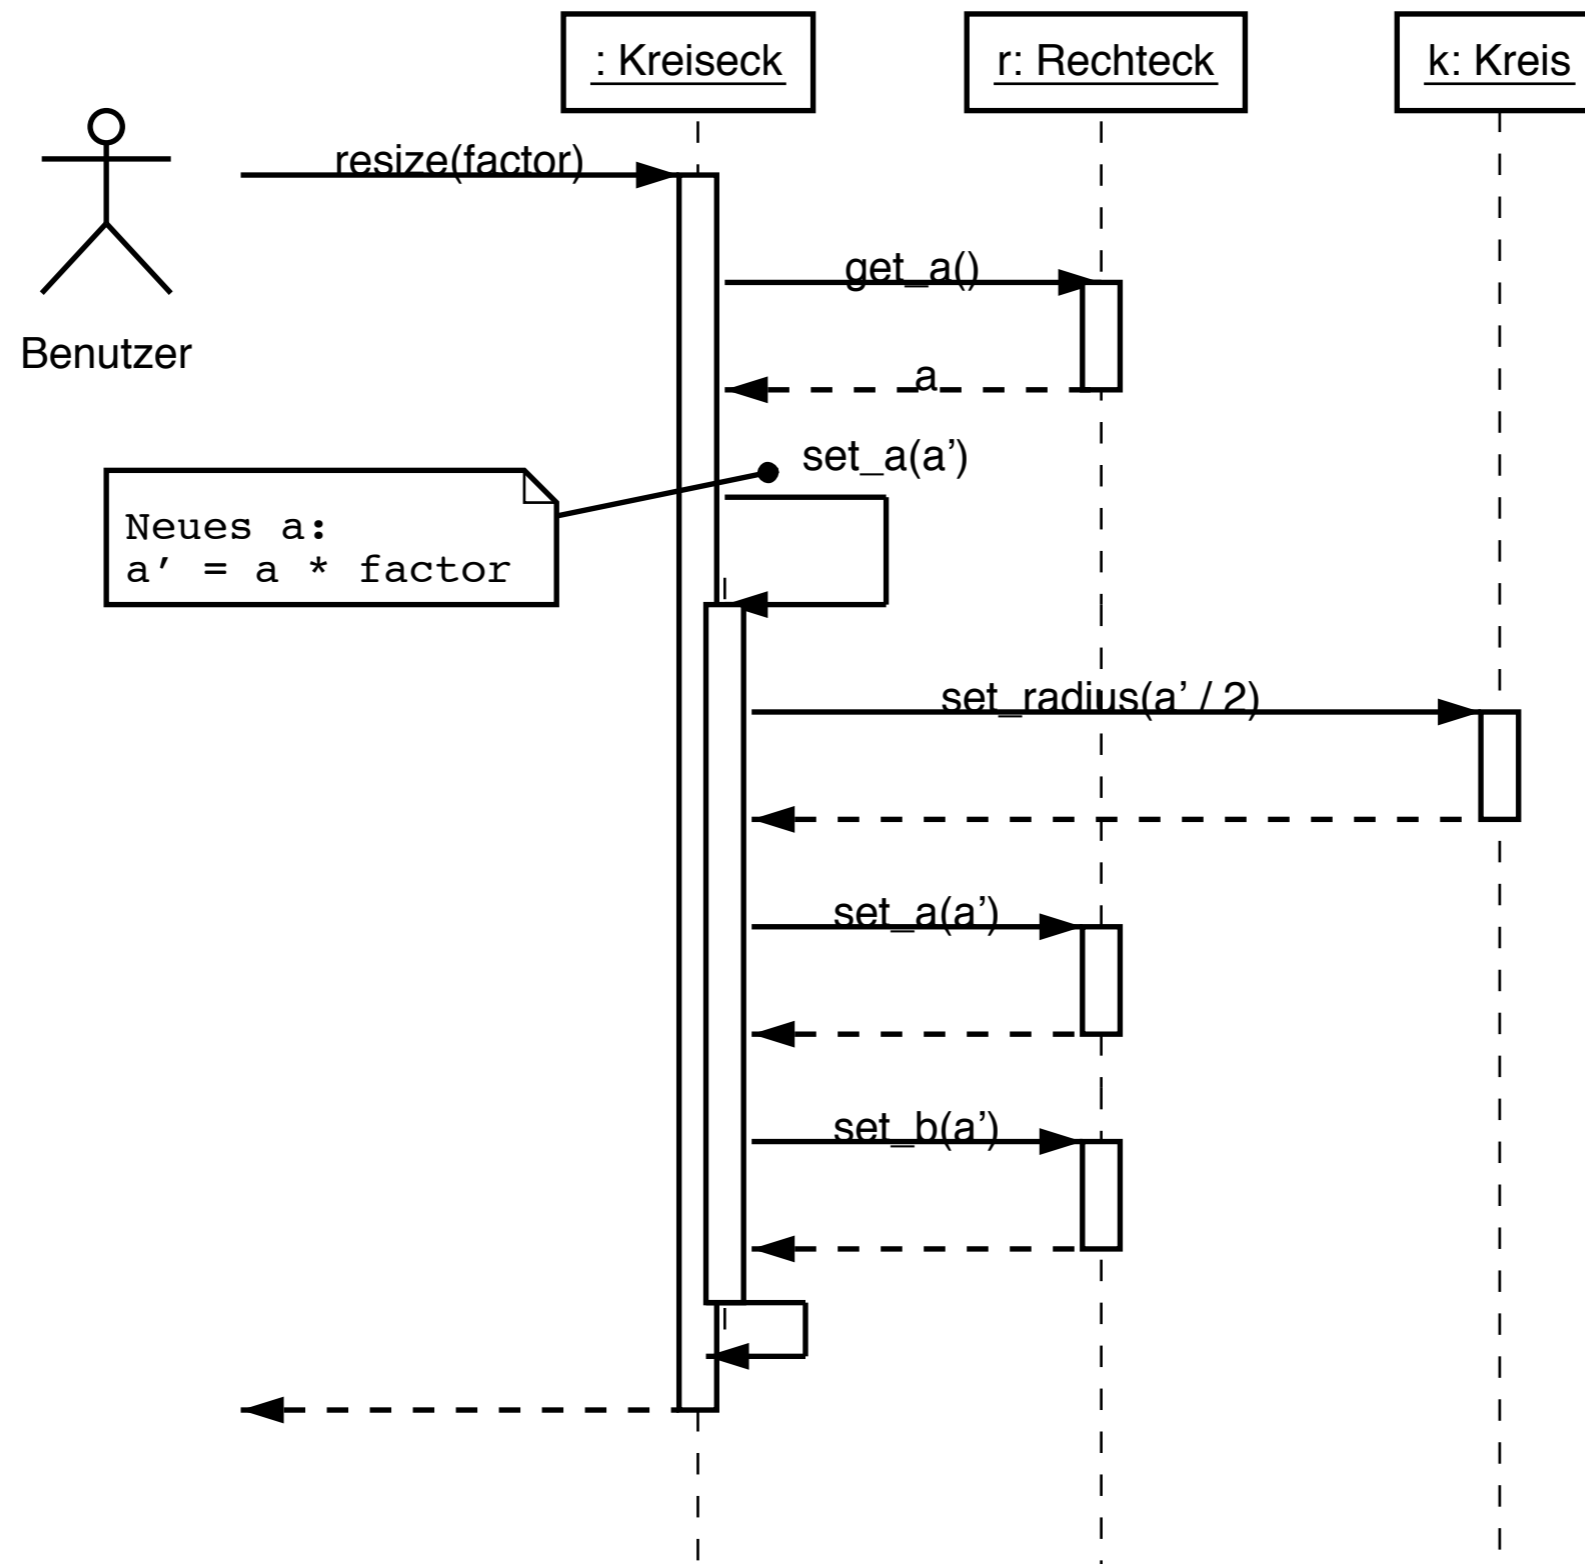 : Kreiseck
r: Rechteck
k: Kreis
resize(factor)
get_a()
Benutzer
a
set_a(a’)
Neues a:
a’ = a * factor
set_radius(a’ / 2)
set_a(a’)
set_b(a’)